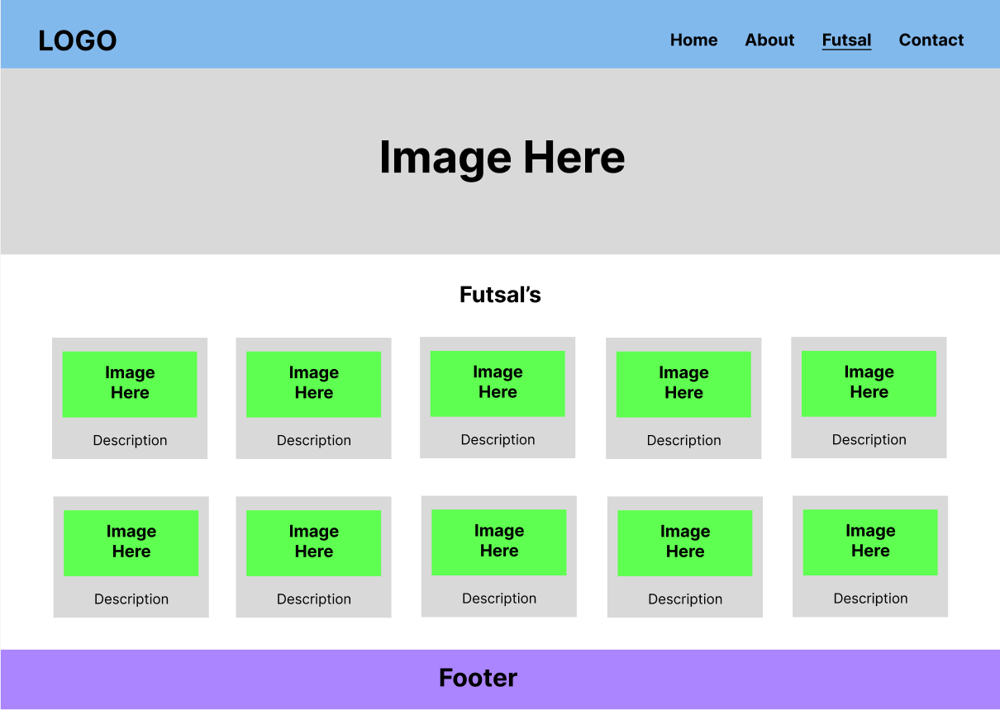 LOGO
Home About Futsal Contact
Image Here
Futsal’s
Image Image Image Image Image
Here Here Here Here Here
Description Description Description Description Description
Image Image Image Image Image
Here Here Here Here Here
Description Description Description Description Description
Footer